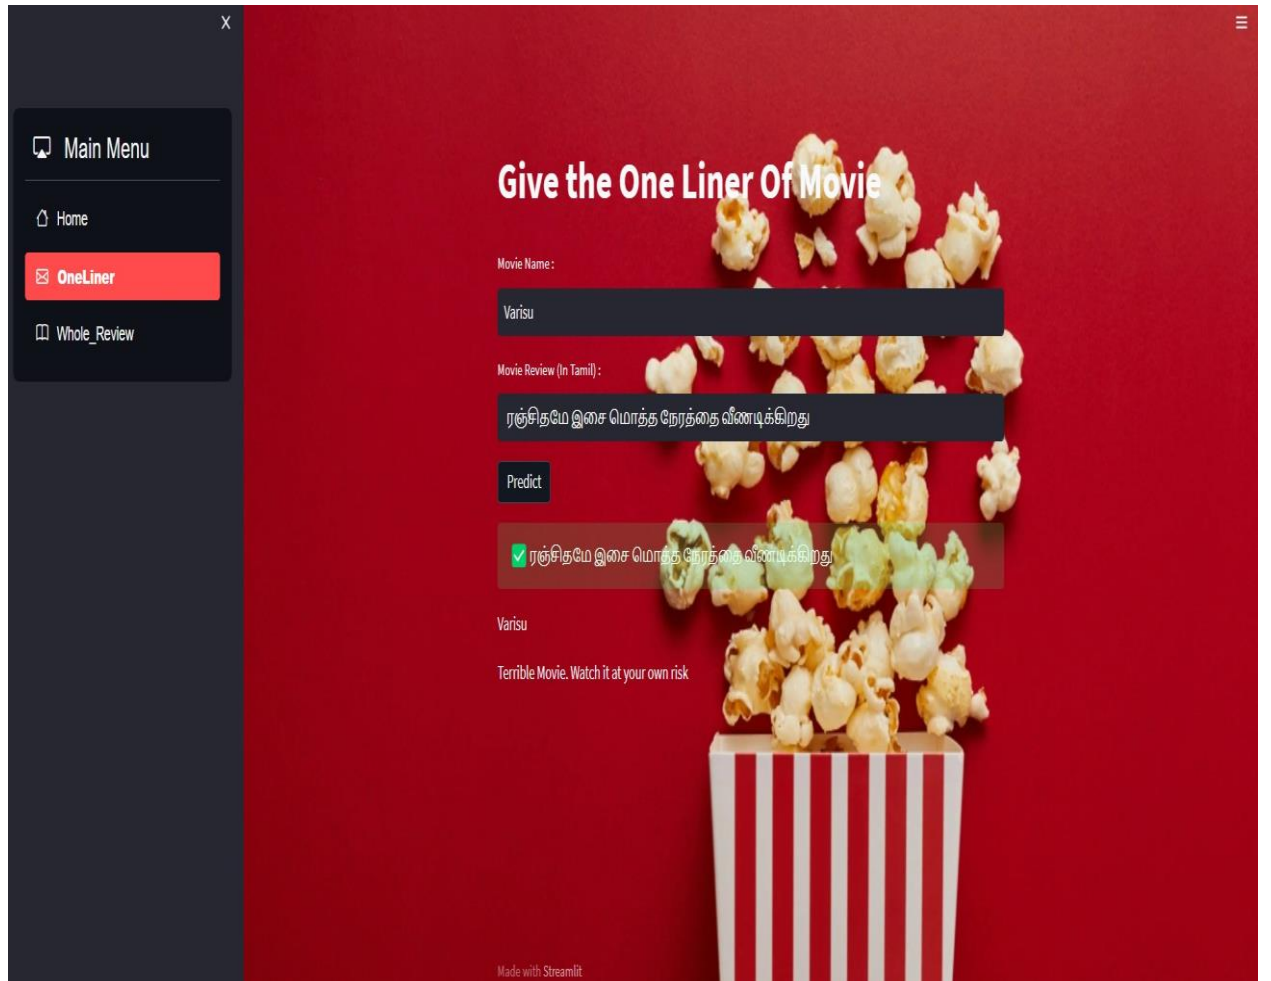 X
☰
Main Menu
Home
OneLiner
Whole_Review
Give the One Liner Of Movie
Movie Name :
Varisu
Movie Review (In Tamil) :
ரஞ்சிதமே இசை மொத்த நேரத்தை வீணடிக்கிறது
Predict
✅ ரஞ்சிதமே இசை மொத்த நேரத்தை வீணடிக்கிறது
Varisu
Terrible Movie. Watch it at your own risk
Made with Streamlit